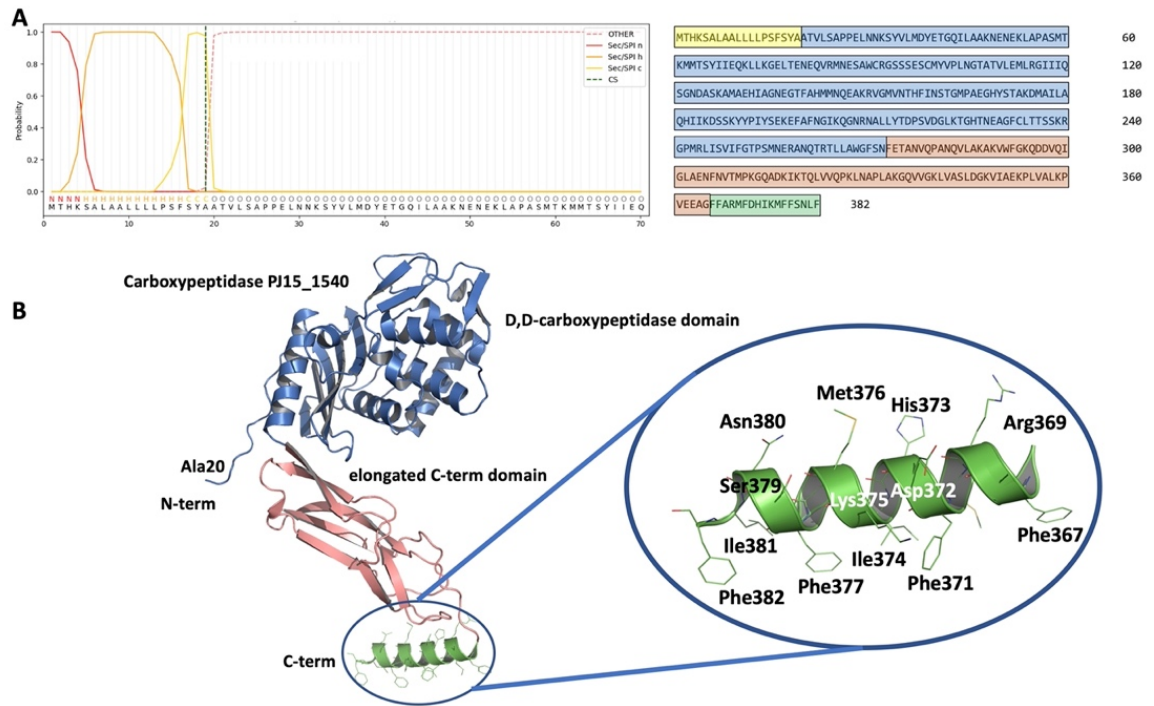 A
1.0
0.8
0.6
0.4
0.2
0.0
Probability
OTHER
Sec/SPI n
Sec/SPI h
Sec/SPI c
CS
N N N N H H H H H H H H H H H H C C C O O O O O O O O O O O O O O O O O O O O O O O O O O O O O O O O O O O O O O O O O O O O O O O O O O O
M T H K S A L A A L L L L P S F S Y A A T V L S A P P E L N N K S Y V L M D Y E T G Q I L A A K N E N E K L A P A S M T K M M T S Y I I E Q
0 10 20 30 40 50 60 70
MTHKSALAALLLLPSFSYAATVLSAPPELNNKSYVLMDYETGQILAAKNENEKLAPASMT 60
KMMTSYIIEQKLLKGELTENEQVRMNESAWCRGSSSESCMYVPLNGTATVLEMLRGIIIQ 120
SGNDASKAMAEHIAGNEGTFAHMMNQEAKRVGMVNTHFINSTGMPAEGHYSTAKDMAILA 180
QHIIKDSSKYYPIYSEKEFAFNGIKQGNRNALLYTDPSVDGLKTGHTNEAGFCLTTSSKR 240
GPMRLISVIFGTPSMNERANQTRTLLAWGFSNFETANVQPANQVLAKAKVWFGKQDDVQI 300
GLAENFNVTMPKGQADKIKTQLVVQPKLNAPLAKGQVVGKLVASLDGKVIAEKPLVALKP 360
VEEAGFFARMFDHIKMFFSNLF 382
B
Carboxypeptidase PJ15_1540
D,D-carboxypeptidase domain
Ala20
N-term
elongated C-term domain
C-term
Met376
His373
Asn380
Arg369
Ser379
Lys375
Asp372
Phe367
Ile381
Ile374
Phe382
Phe377
Phe371